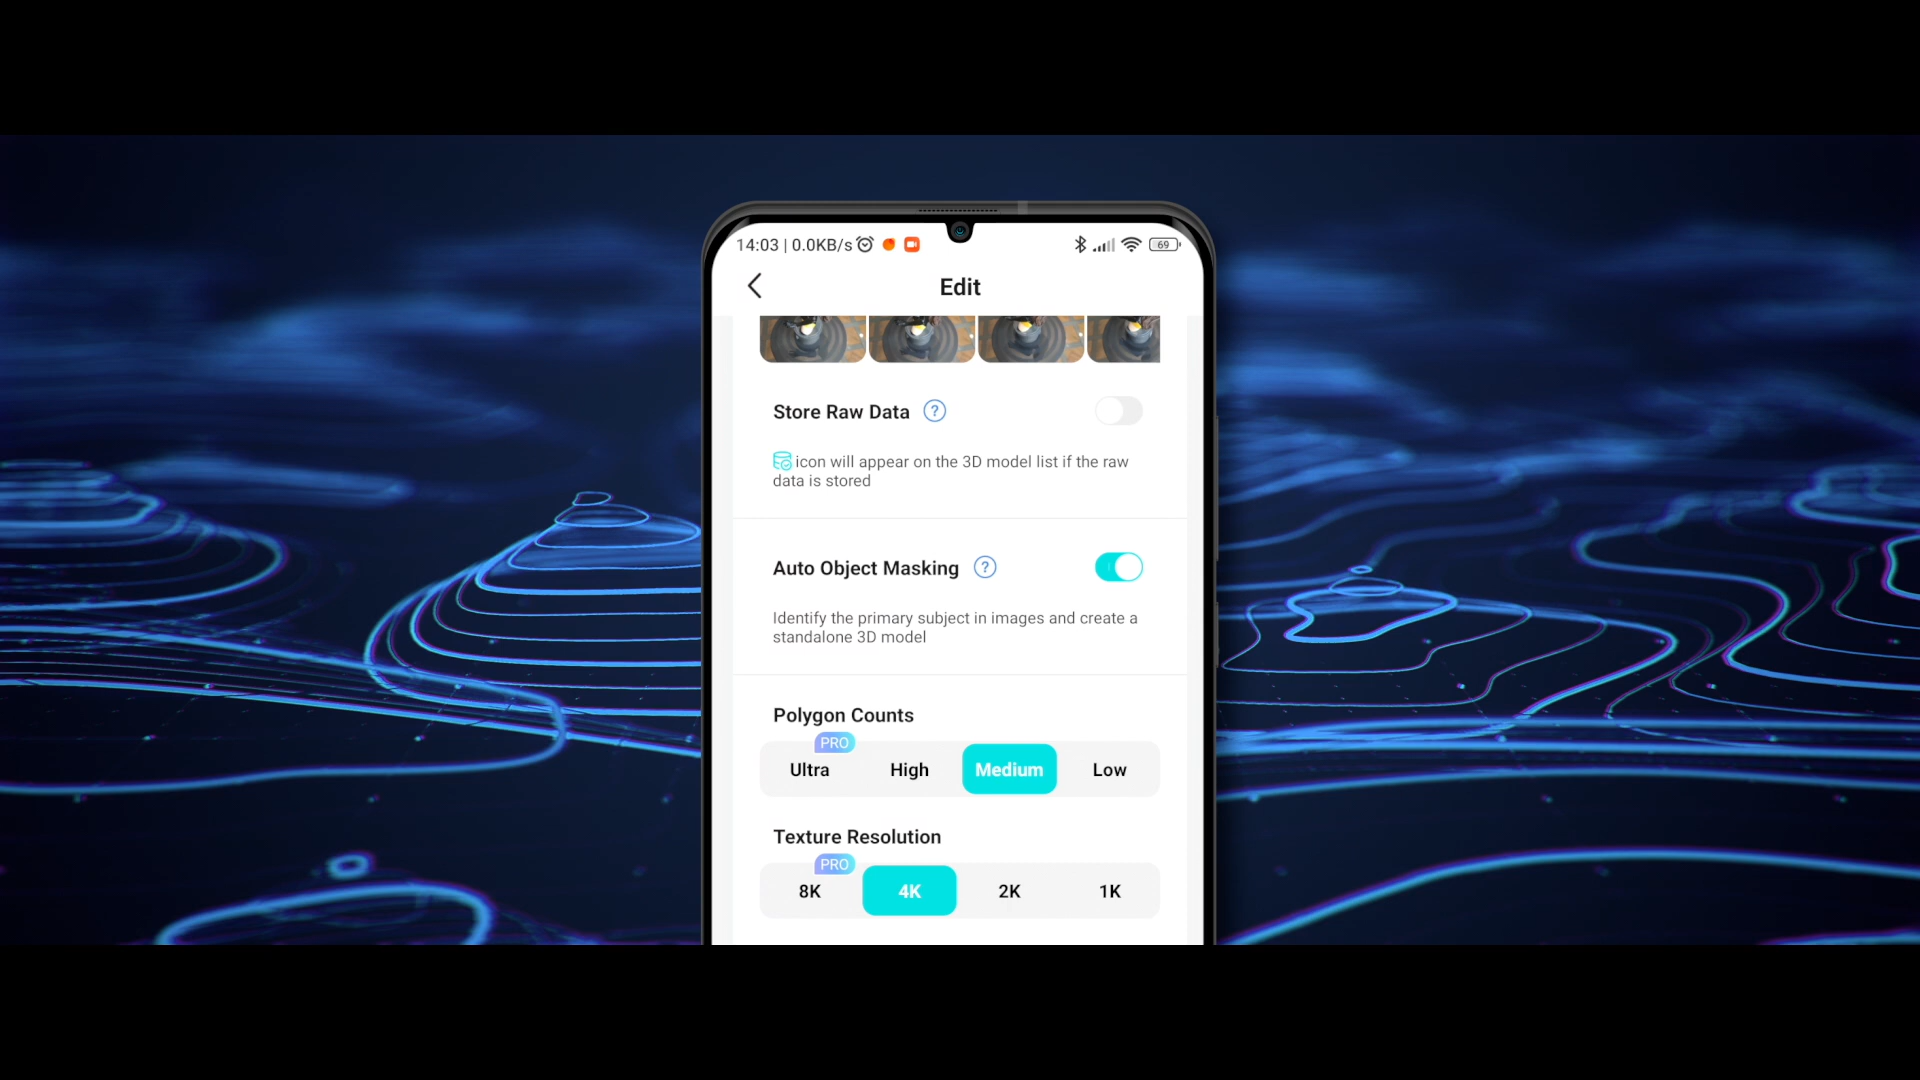 14:03 | 0.0KB/s
69
Edit
Store Raw Data ?
icon will appear on the 3D model list if the raw
data is stored
Auto Object Masking ?
Identify the primary subject in images and create a
standalone 3D model
Polygon Counts
PRO
Ultra High Medium Low
Texture Resolution
PRO
8K 4K 2K 1K